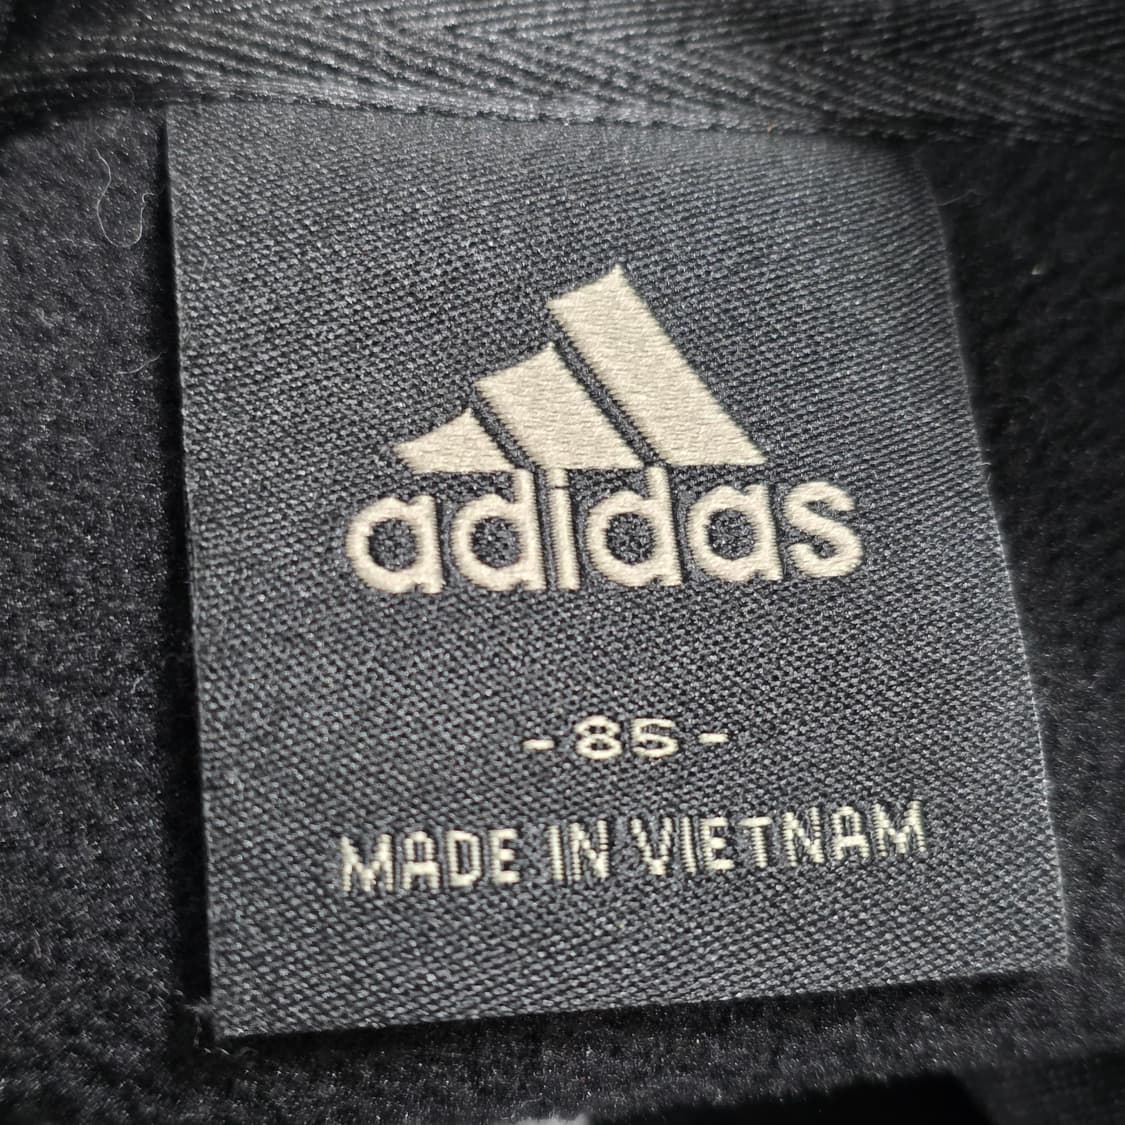 adidas
-85-
MADE IN VIETNAM